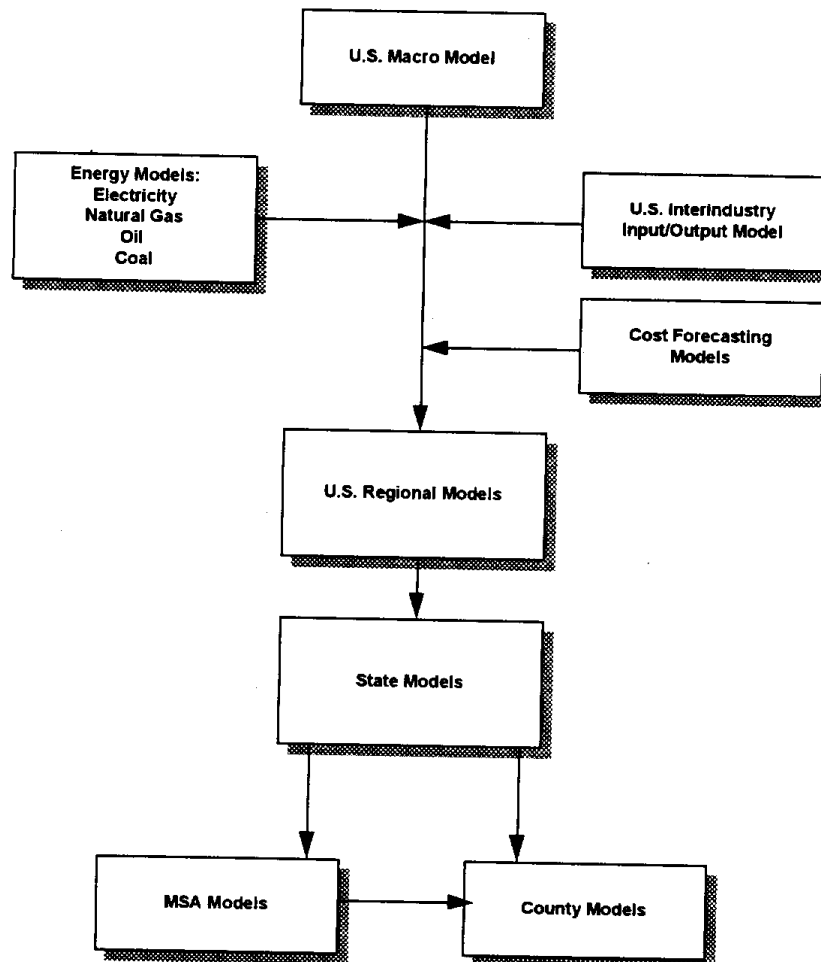 U.S. Macro Model
Energy Models:
Electricity
Natural Gas
Oil
Coal
U.S. Interindustry
Input/Output Model
Cost Forecasting
Models
U.S. Regional Models
State Models
MSA Models
County Models